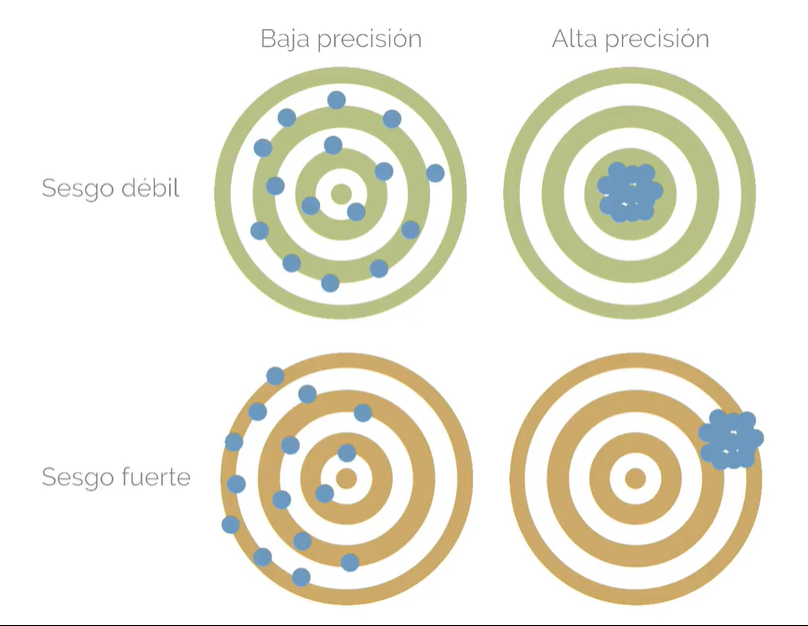 Baja precisión
Alta precisión
Sesgo débil
Sesgo fuerte